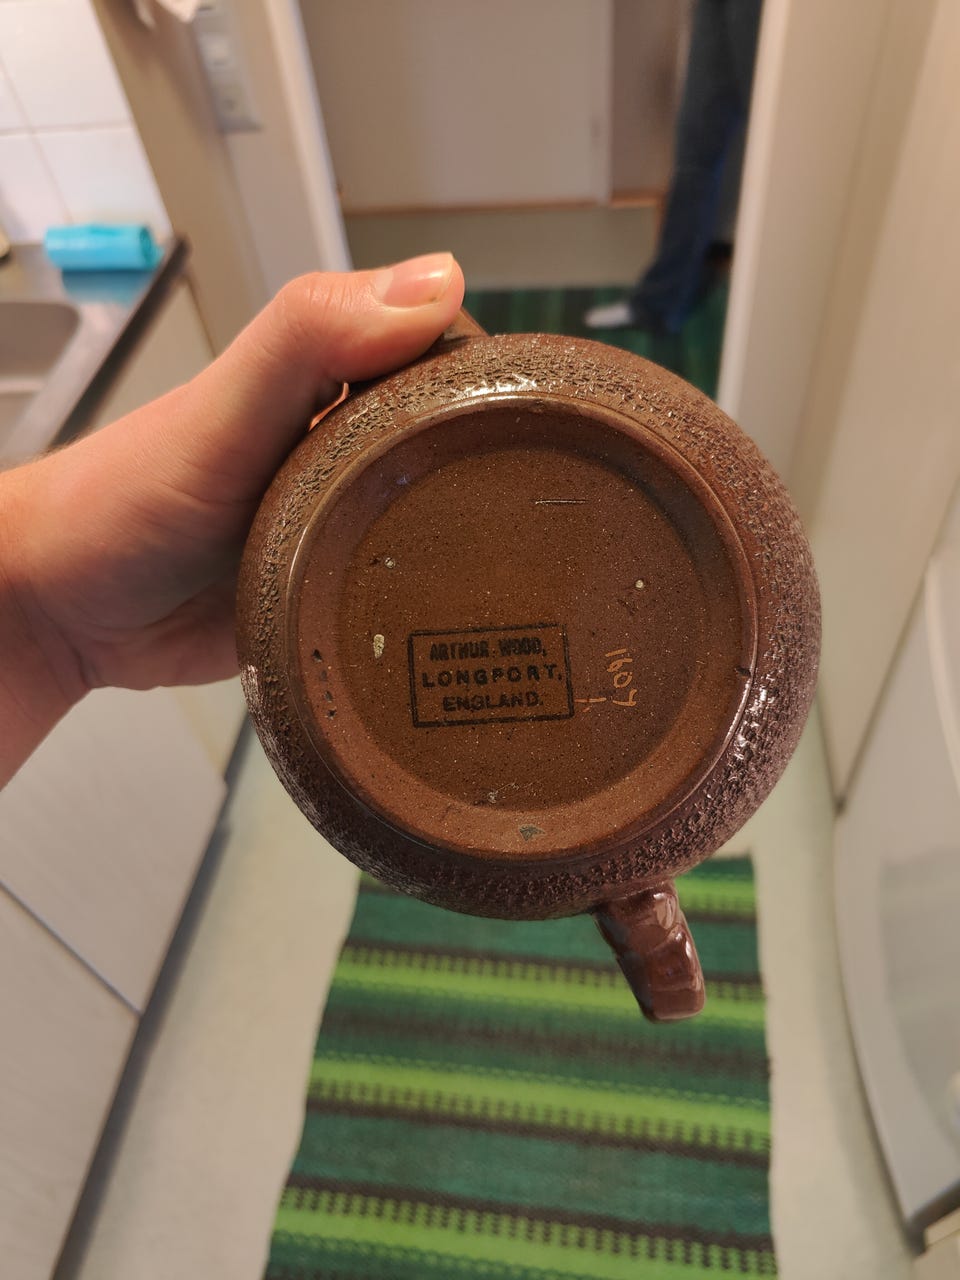 ARTHUR WOOD,
LONGPORT,
ENGLAND.